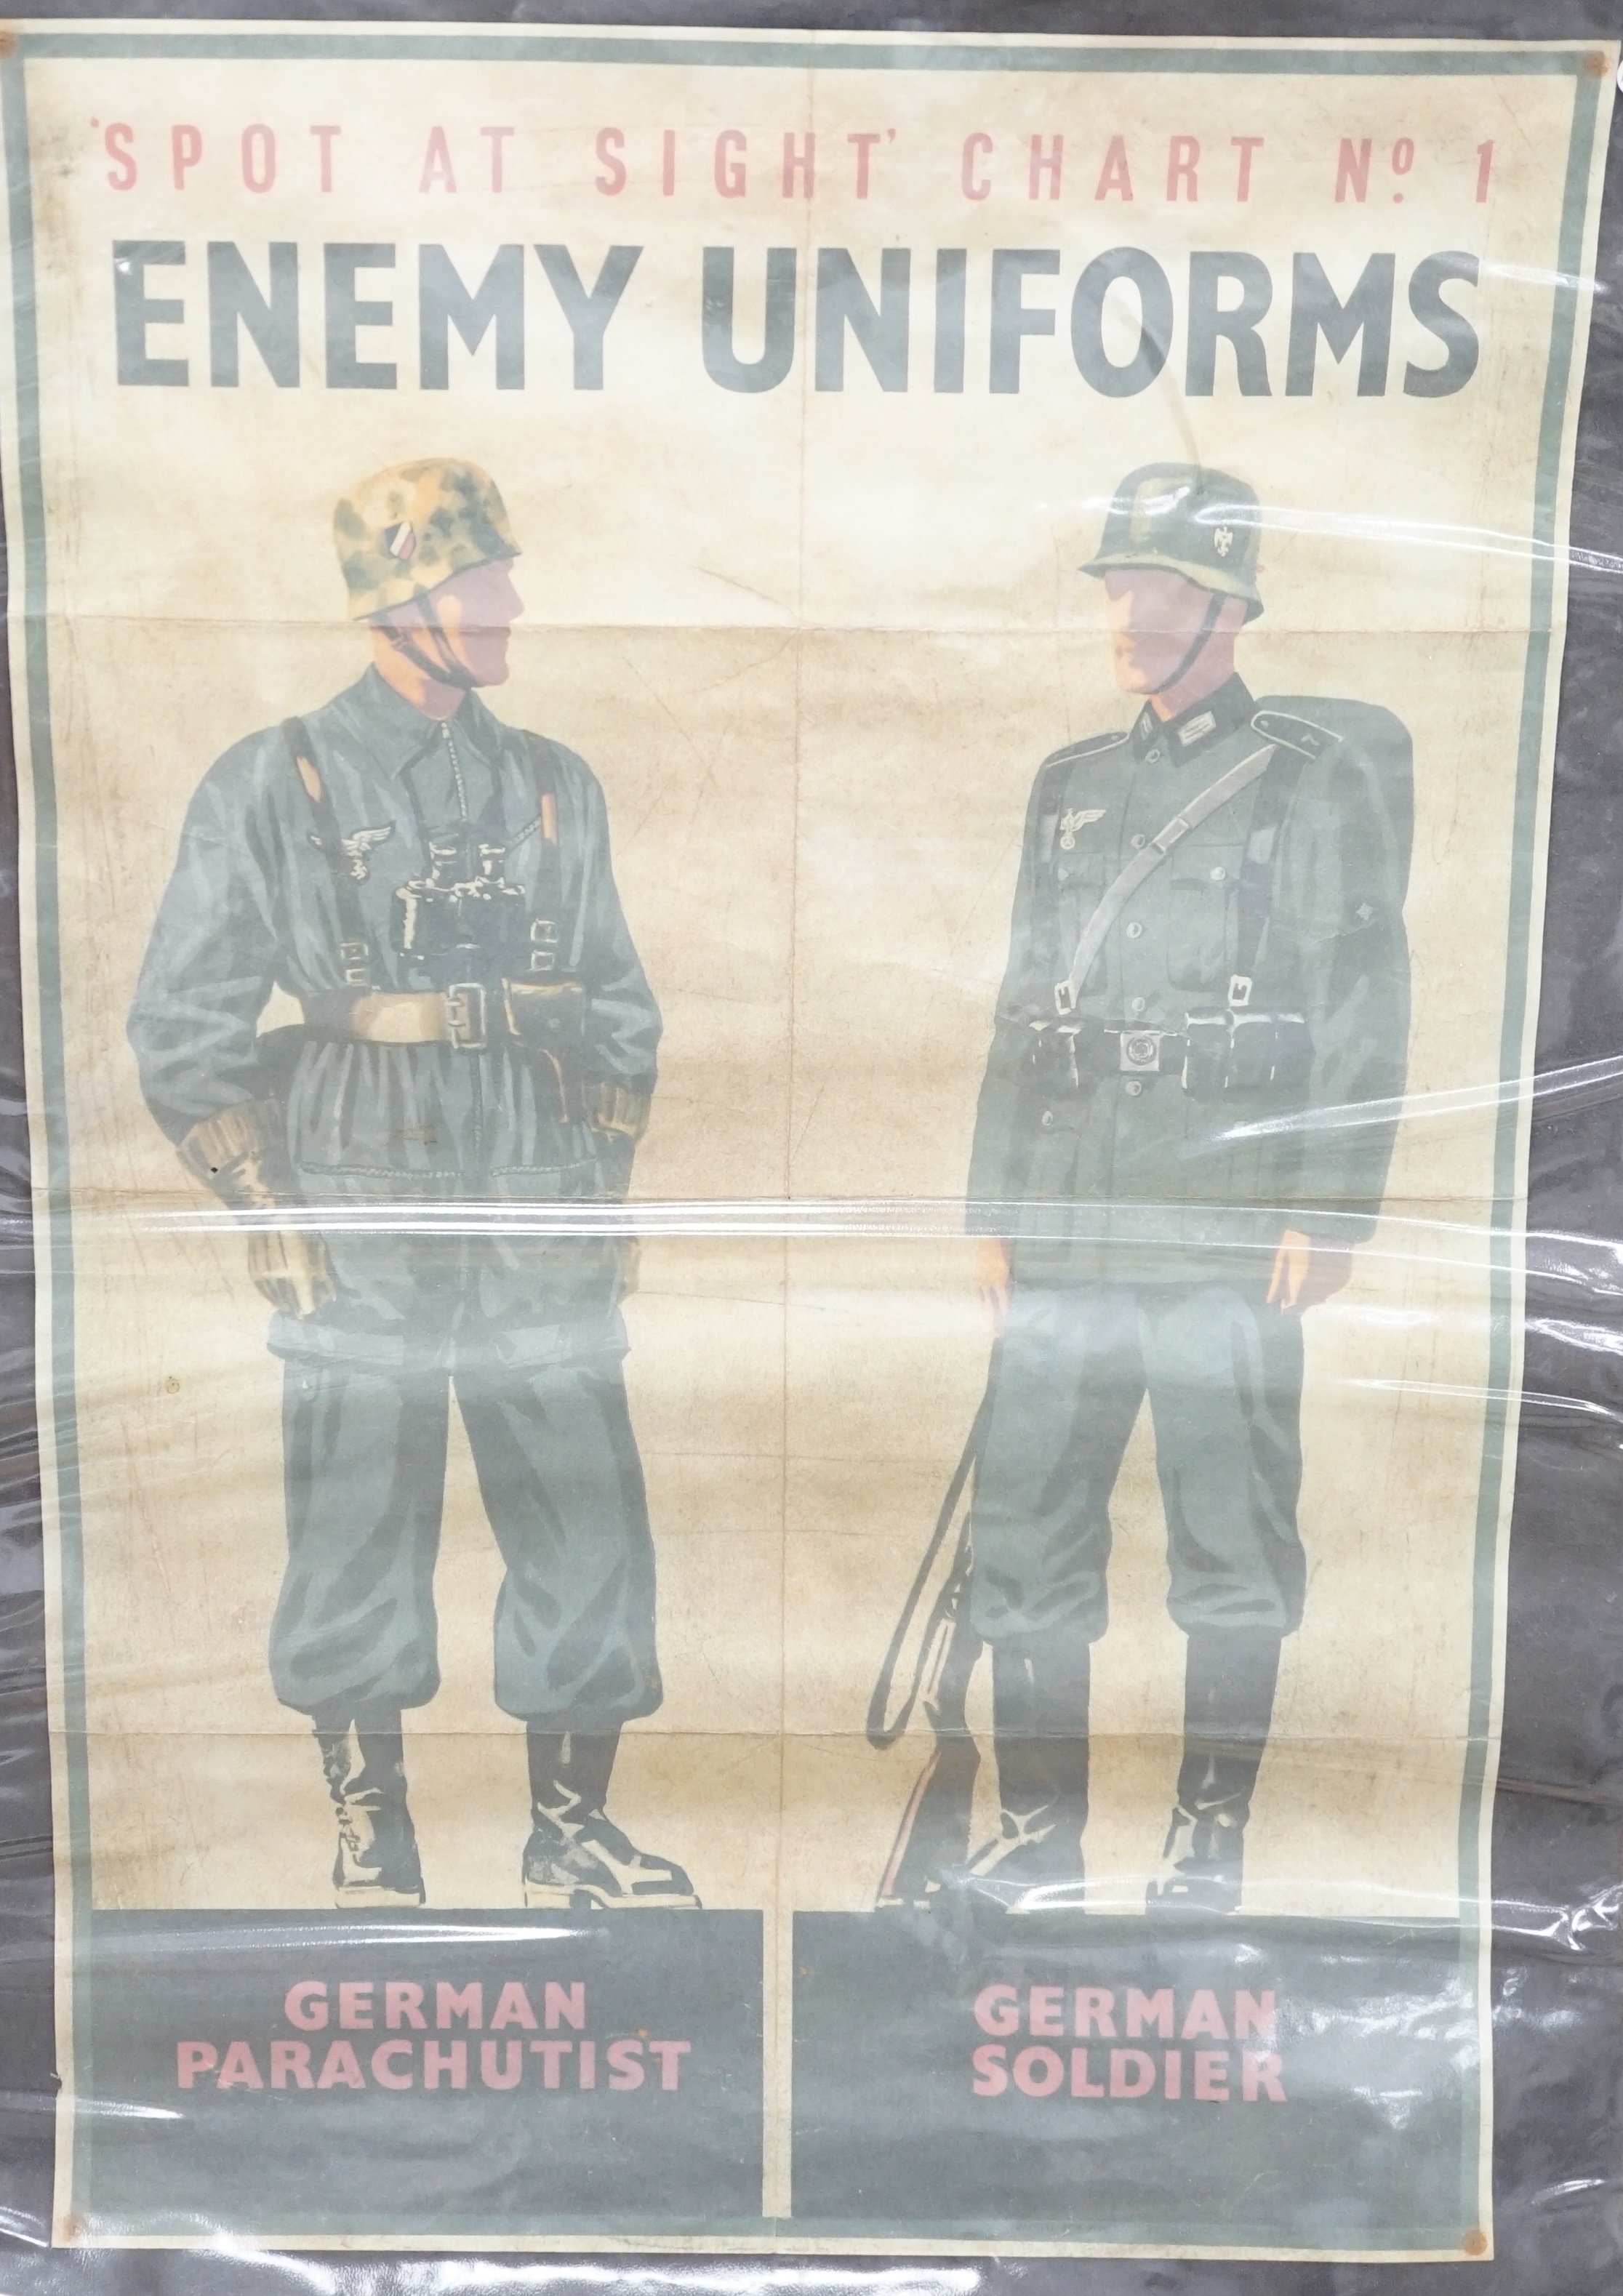 'SPOT AT SIGHT' CHART Nº 1
ENEMY UNIFORMS
GERMAN
PARACHUTIST
GERMAN
SOLDIER